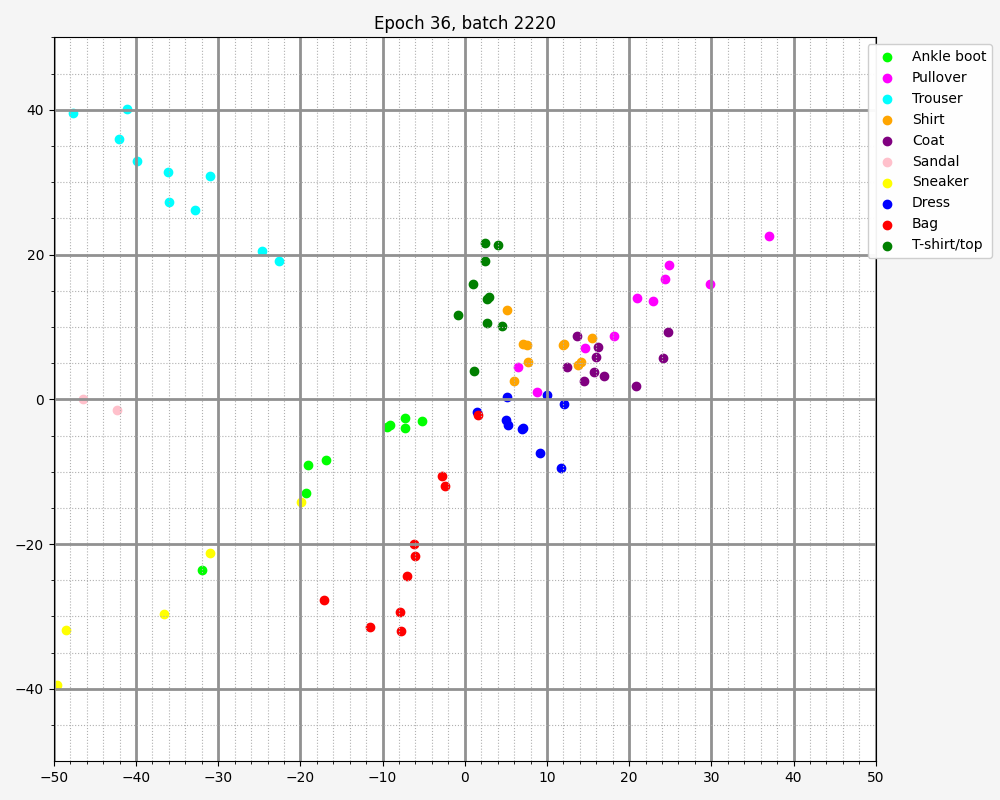 Epoch 36, batch 2220
Ankle boot
Pullover
Trouser
Shirt
Coat
Sandal
Sneaker
Dress
Bag
T-shirt/top
40
20
0
−20
−40
−50 −40 −30 −20 −10 0 10 20 30 40 50